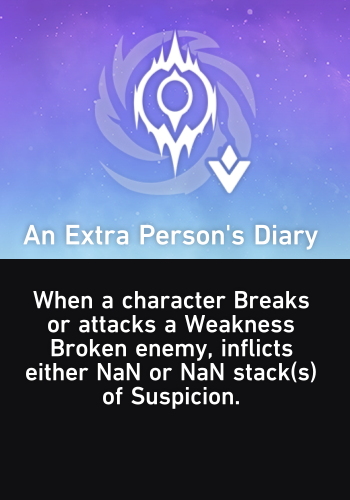 An Extra Person's Diary
When a character Breaks
or attacks a Weakness
Broken enemy, inflicts
either NaN or NaN stack(s)
of Suspicion.